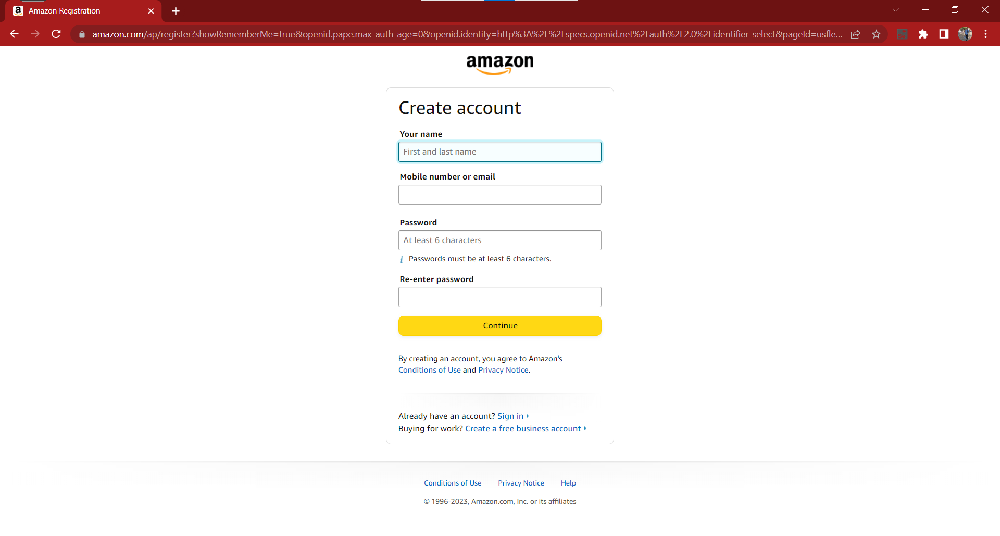 Amazon Registration
amazon.com/ap/register?showRememberMe=true&openid.pape.max_auth_age=0&openid.identity=http%3A%2F%2Fspecs.openid.net%2Fauth%2F2.0%2Fidentifier_select&pageId=usfle...
amazon
Create account
Your name
First and last name
Mobile number or email
Password
At least 6 characters
i Passwords must be at least 6 characters.
Re-enter password
Continue
By creating an account, you agree to Amazon's
Conditions of Use and Privacy Notice.
Already have an account? Sign in
Buying for work? Create a free business account
Conditions of Use Privacy Notice Help
© 1996-2023, Amazon.com, Inc. or its affiliates